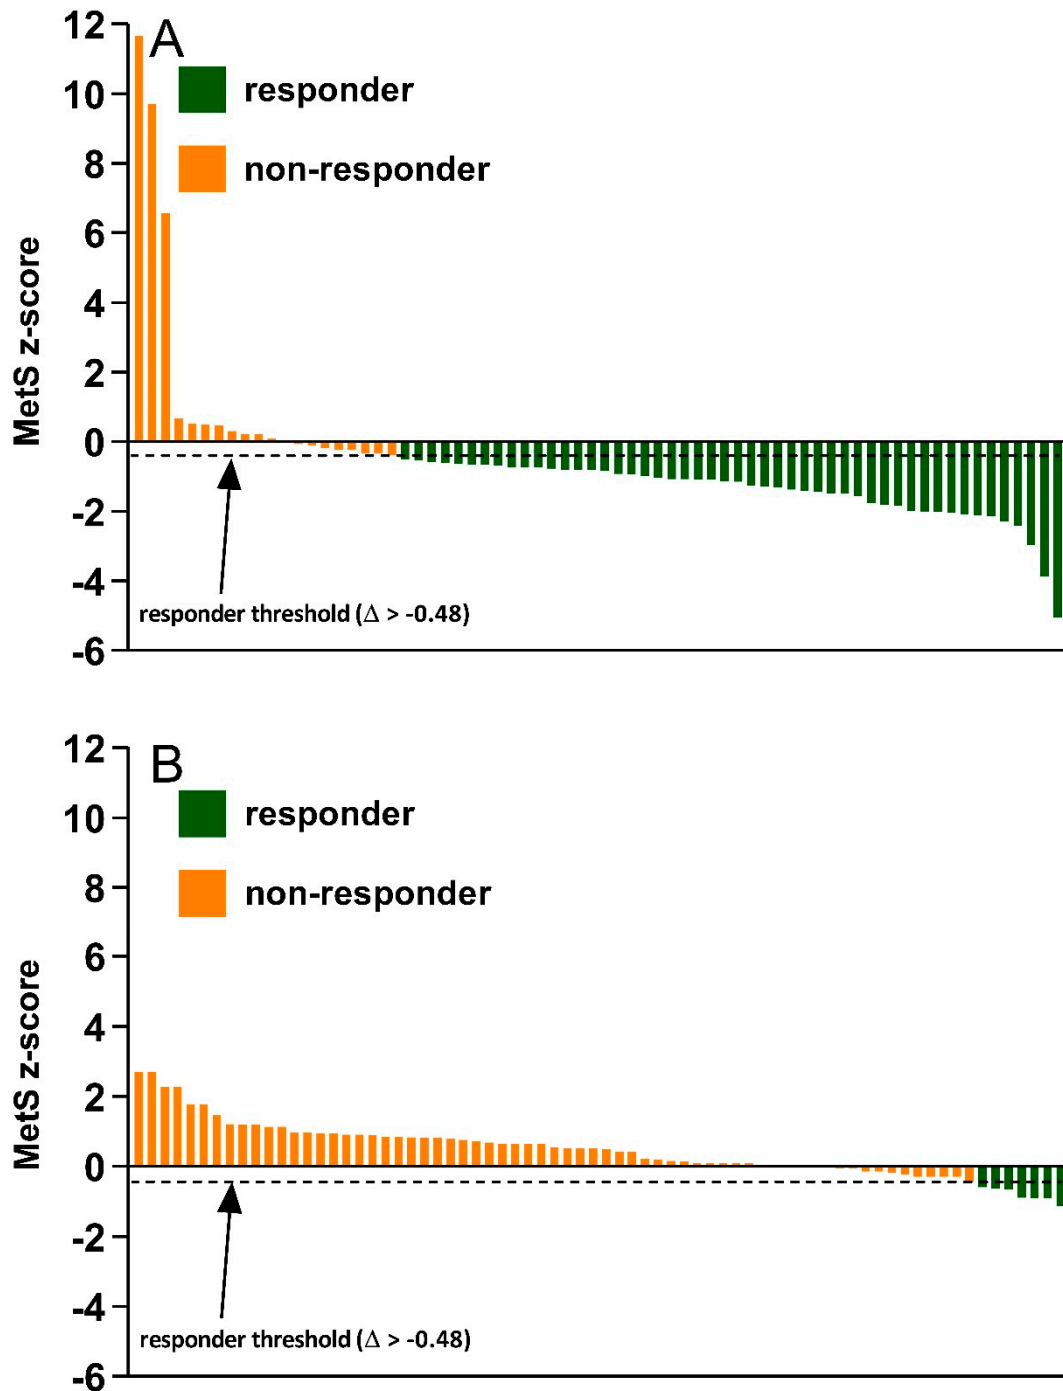 A
12
10
8
6
4
2
0
-2
-4
-6
MetS z-score
responder
non-responder
responder threshold (Δ > -0.48)
B
12
10
8
6
4
2
0
-2
-4
-6
MetS z-score
responder
non-responder
responder threshold (Δ > -0.48)